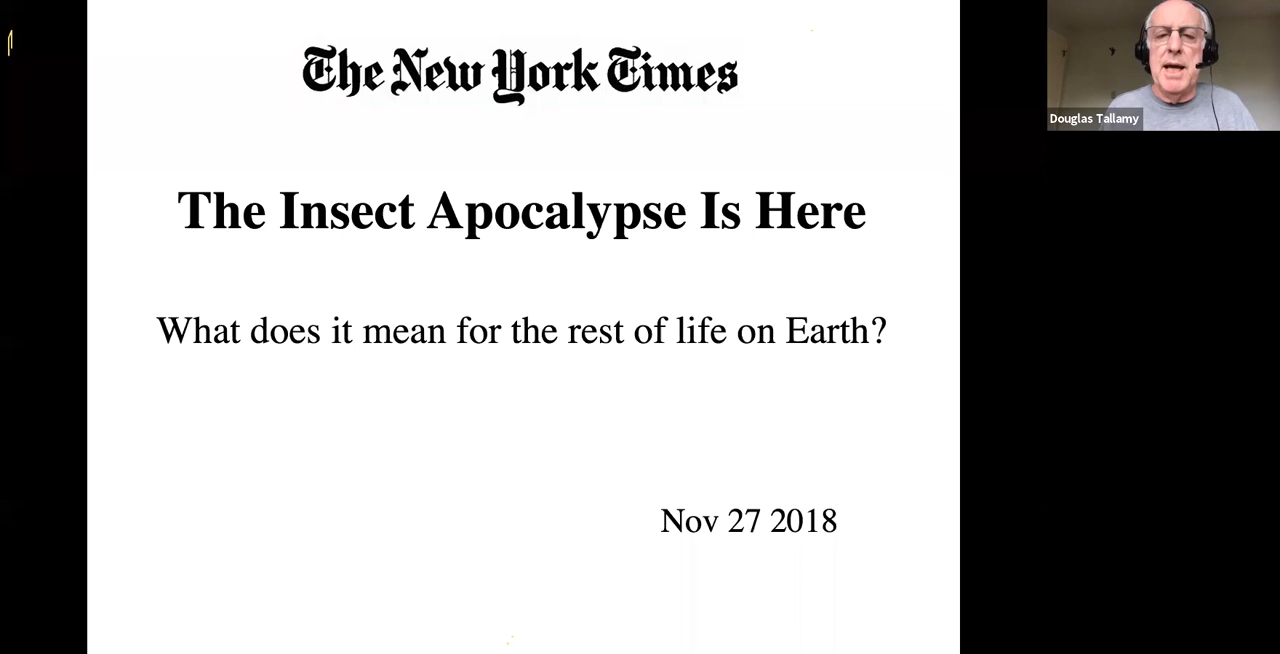 The New York Times
Douglas Tallamy
The Insect Apocalypse Is Here
What does it mean for the rest of life on Earth?
Nov 27 2018